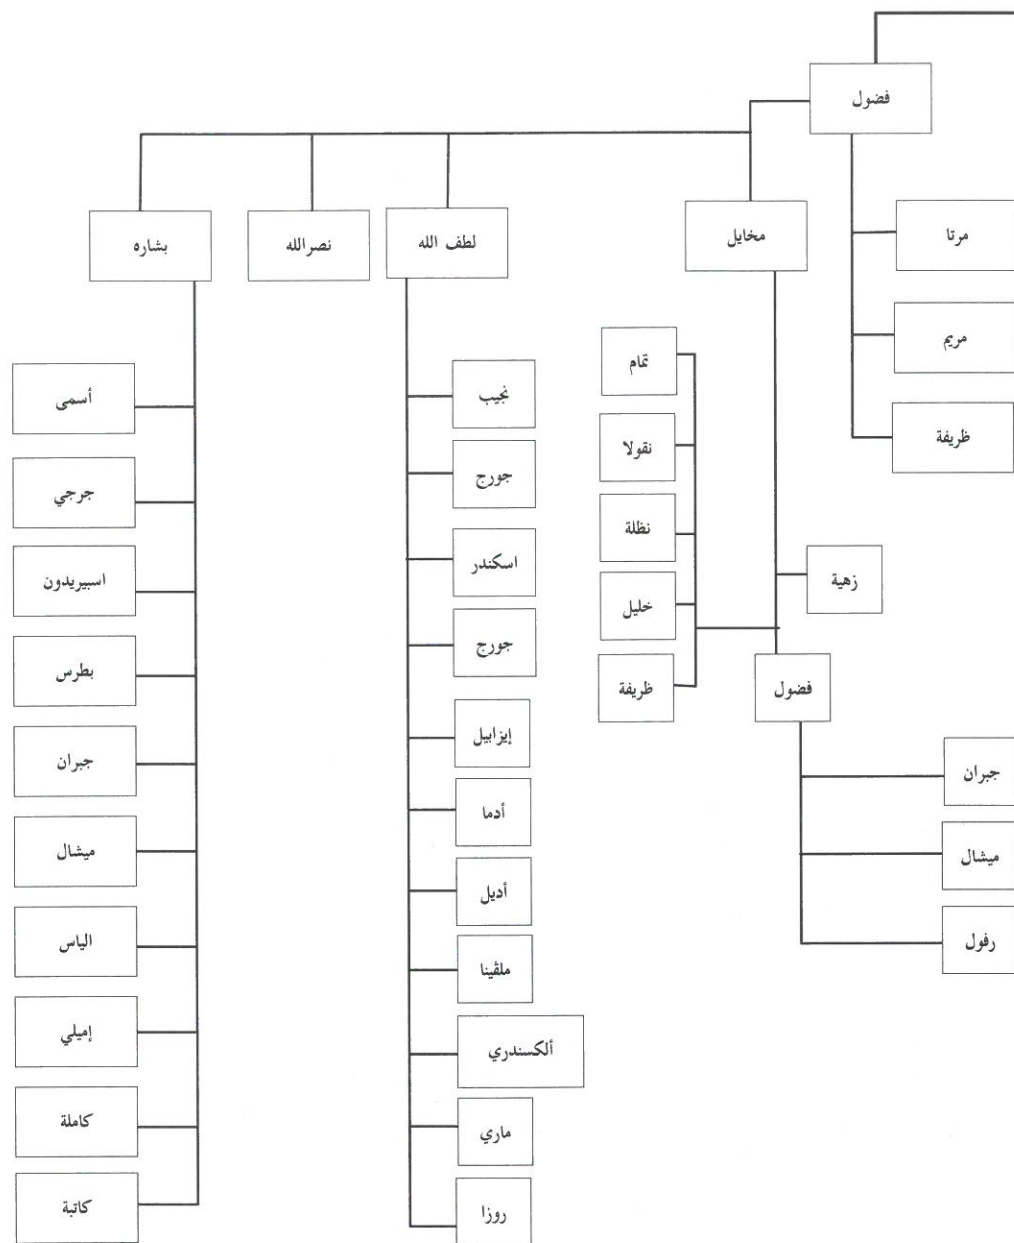 فضول
مرتا
مريم
ظريفة
مخايل
لطف الله
نصرالله
بشاره
زهية
تمام
نقولا
نظلة
خليل
ظريفة
فضول
جبران
ميشال
رفول
نجيب
جورج
اسكندر
جورج
إيزابيل
أدما
أديل
ملڤينا
ألكسندري
ماري
روزا
أسمى
جرجي
اسبيريدون
بطرس
جبران
ميشال
الياس
إميلي
كاملة
كاتبة